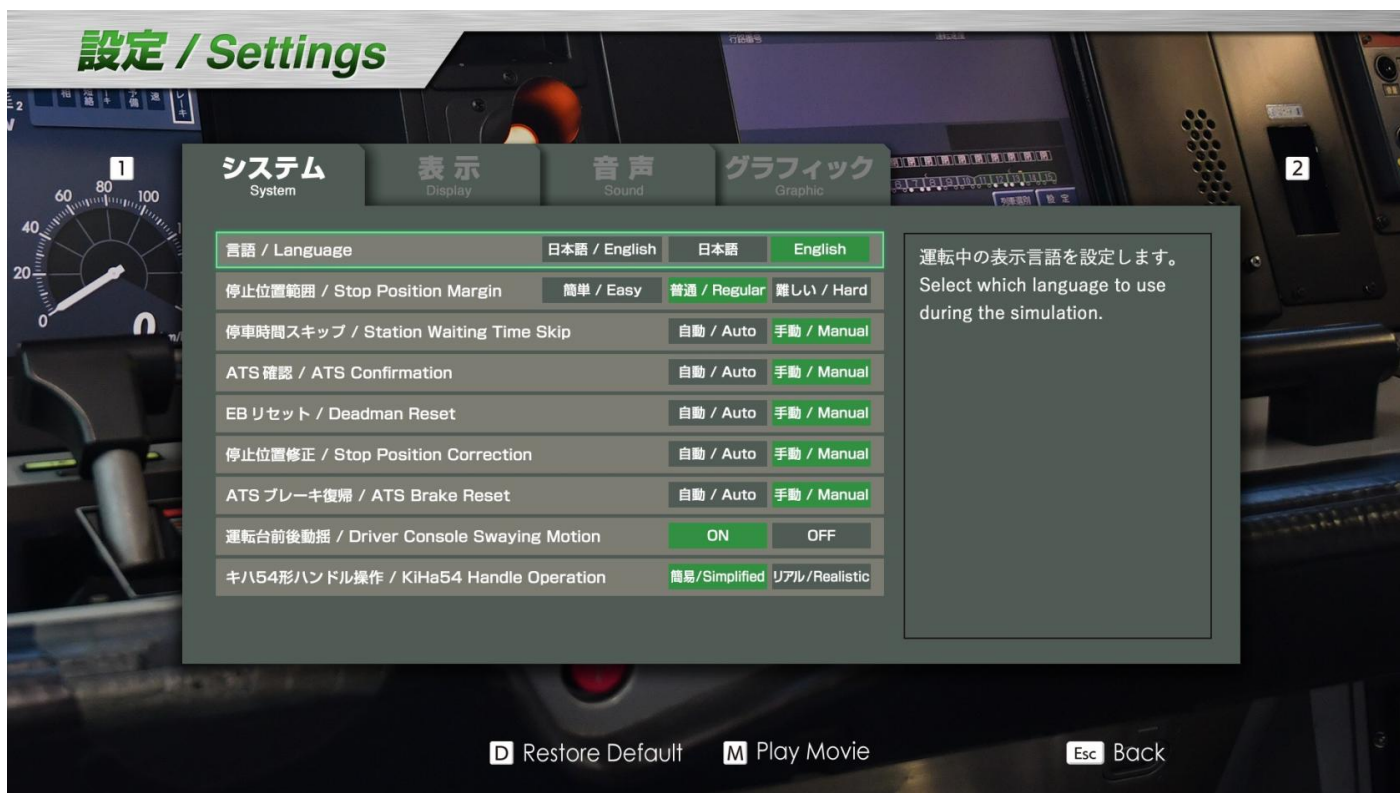 設定 / Settings
1
2
システム
System
表示
Display
音声
Sound
グラフィック
Graphic
言語 / Language
日本語 / English
日本語
English
停止位置範囲 / Stop Position Margin
簡単 / Easy
普通 / Regular
難しい / Hard
停車時間スキップ / Station Waiting Time Skip
自動 / Auto
手動 / Manual
ATS 確認 / ATS Confirmation
自動 / Auto
手動 / Manual
EB リセット / Deadman Reset
自動 / Auto
手動 / Manual
停止位置修正 / Stop Position Correction
自動 / Auto
手動 / Manual
ATS ブレーキ復帰 / ATS Brake Reset
自動 / Auto
手動 / Manual
運転台前後動揺 / Driver Console Swaying Motion
ON
OFF
キハ54形ハンドル操作 / KiHa54 Handle Operation
簡易/Simplified
リアル/Realistic
運転中の表示言語を設定します。
Select which language to use
during the simulation.
0
20
40
60
80
100
0
D Restore Default
M Play Movie
Esc Back